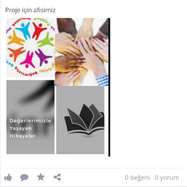 Proje için afişimiz
Değerlerimizle
Yaşayan
Hikayeler
0 beğeni 0 yorum